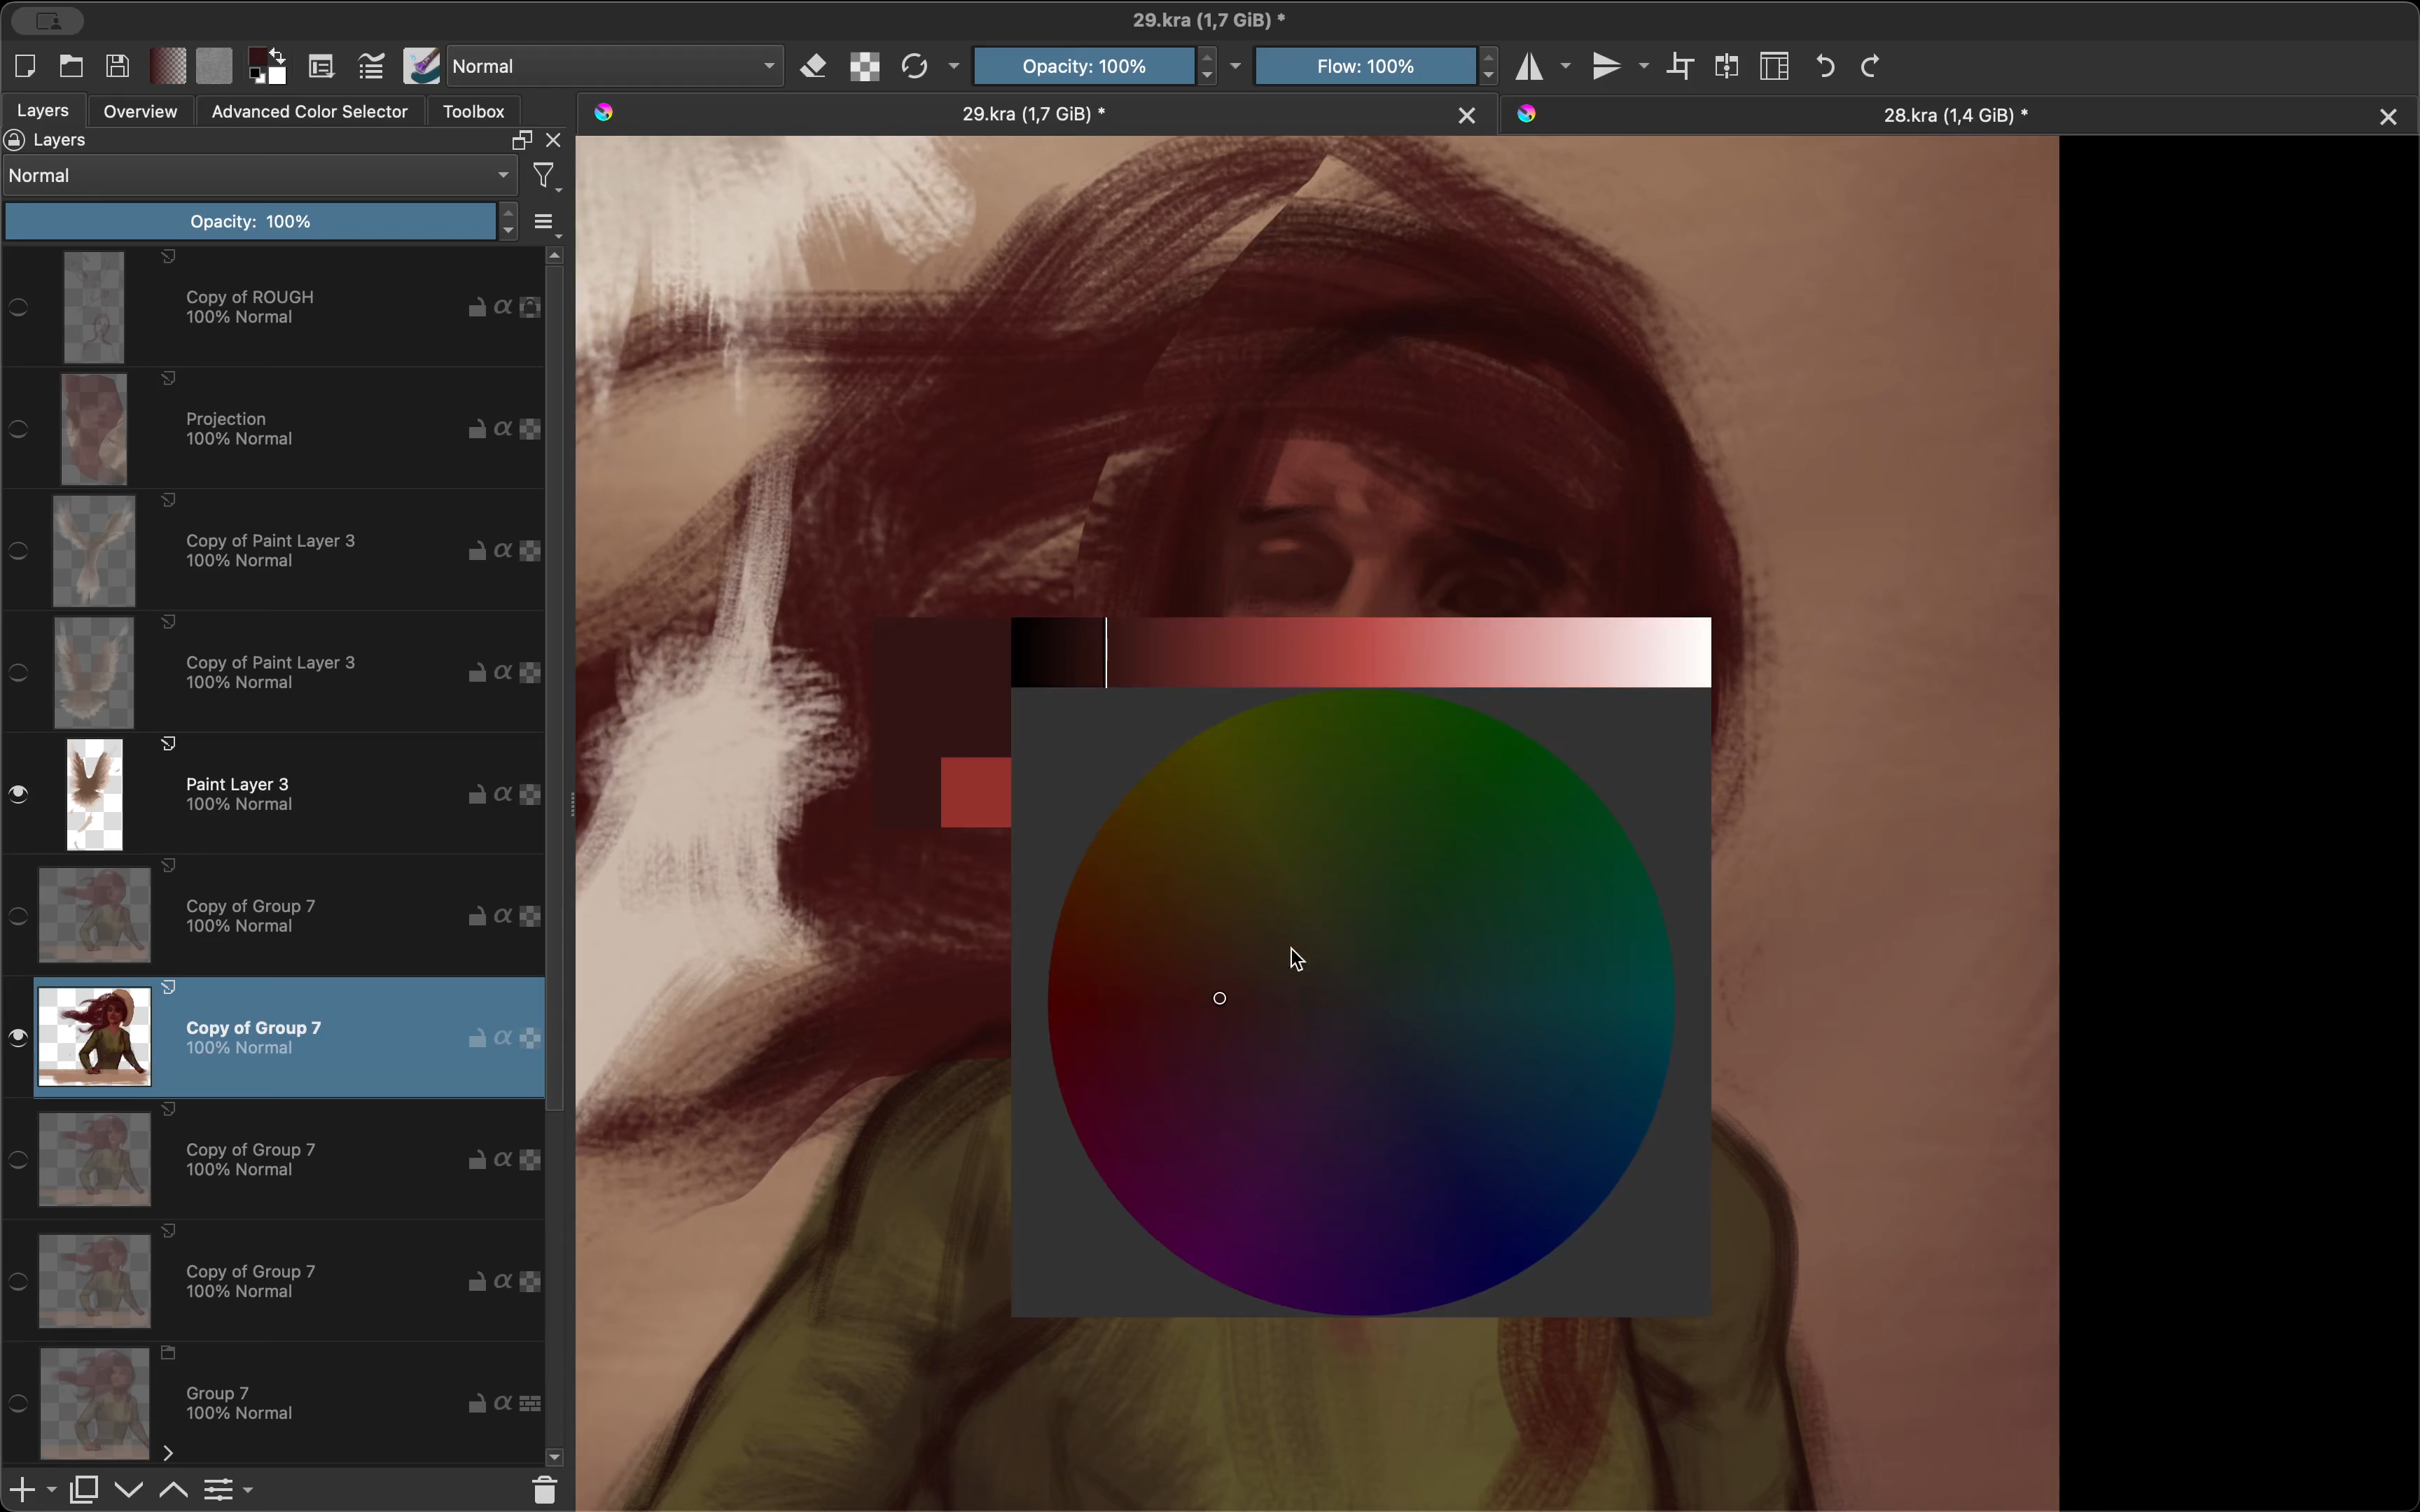 29.kra (1,7 GiB) *
Normal
Opacity: 100%
Flow: 100%
Layers
Overview
Advanced Color Selector
Toolbox
29.kra (1,7 GiB) *
28.kra (1,4 GiB) *
Layers
Normal
Opacity: 100%
Copy of ROUGH
100% Normal
Projection
100% Normal
Copy of Paint Layer 3
100% Normal
Copy of Paint Layer 3
100% Normal
Paint Layer 3
100% Normal
Copy of Group 7
100% Normal
Copy of Group 7
100% Normal
Copy of Group 7
100% Normal
Copy of Group 7
100% Normal
Group 7
100% Normal